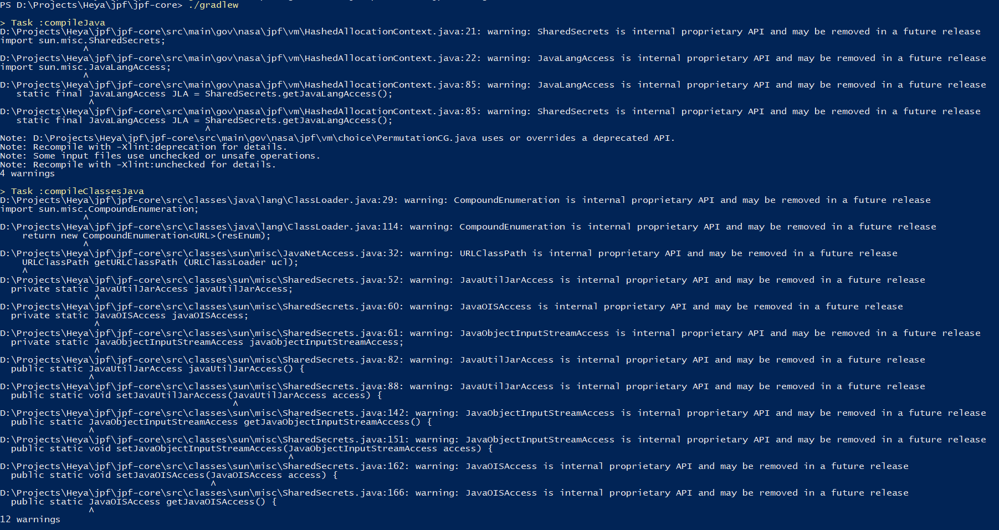 PS D:\Projects\Heya\jpf\jpf-core> ./gradlew
> Task :compileJava
D:\Projects\Heya\jpf\jpf-core\src\main\gov\nasa\jpf\vm\HashedAllocationContext.java:21: warning: SharedSecrets is internal proprietary API and may be removed in a future release
import sun.misc.SharedSecrets;
^
D:\Projects\Heya\jpf\jpf-core\src\main\gov\nasa\jpf\vm\HashedAllocationContext.java:22: warning: JavaLangAccess is internal proprietary API and may be removed in a future release
import sun.misc.JavaLangAccess;
^
D:\Projects\Heya\jpf\jpf-core\src\main\gov\nasa\jpf\vm\HashedAllocationContext.java:85: warning: JavaLangAccess is internal proprietary API and may be removed in a future release
static final JavaLangAccess JLA = SharedSecrets.getJavaLangAccess();
^
D:\Projects\Heya\jpf\jpf-core\src\main\gov\nasa\jpf\vm\HashedAllocationContext.java:85: warning: SharedSecrets is internal proprietary API and may be removed in a future release
static final JavaLangAccess JLA = SharedSecrets.getJavaLangAccess();
^
Note: D:\Projects\Heya\jpf\jpf-core\src\main\gov\nasa\jpf\vm\choice\PermutationCG.java uses or overrides a deprecated API.
Note: Recompile with -Xlint:deprecation for details.
Note: Some input files use unchecked or unsafe operations.
Note: Recompile with -Xlint:unchecked for details.
4 warnings
> Task :compileClassesJava
D:\Projects\Heya\jpf\jpf-core\src\classes\java\lang\ClassLoader.java:29: warning: CompoundEnumeration is internal proprietary API and may be removed in a future release
import sun.misc.CompoundEnumeration;
^
D:\Projects\Heya\jpf\jpf-core\src\classes\java\lang\ClassLoader.java:114: warning: CompoundEnumeration is internal proprietary API and may be removed in a future release
return new CompoundEnumeration<URL>(resEnum);
^
D:\Projects\Heya\jpf\jpf-core\src\classes\sun\misc\JavaNetAccess.java:32: warning: URLClassPath is internal proprietary API and may be removed in a future release
URLClassPath getURLClassPath (URLClassLoader ucl);
^
D:\Projects\Heya\jpf\jpf-core\src\classes\sun\misc\SharedSecrets.java:52: warning: JavaUtilJarAccess is internal proprietary API and may be removed in a future release
private static JavaUtilJarAccess javaUtilJarAccess;
^
D:\Projects\Heya\jpf\jpf-core\src\classes\sun\misc\SharedSecrets.java:60: warning: JavaOISAccess is internal proprietary API and may be removed in a future release
private static JavaOISAccess javaOISAccess;
^
D:\Projects\Heya\jpf\jpf-core\src\classes\sun\misc\SharedSecrets.java:61: warning: JavaObjectInputStreamAccess is internal proprietary API and may be removed in a future release
private static JavaObjectInputStreamAccess javaObjectInputStreamAccess;
^
D:\Projects\Heya\jpf\jpf-core\src\classes\sun\misc\SharedSecrets.java:82: warning: JavaUtilJarAccess is internal proprietary API and may be removed in a future release
public static JavaUtilJarAccess javaUtilJarAccess() {
^
D:\Projects\Heya\jpf\jpf-core\src\classes\sun\misc\SharedSecrets.java:88: warning: JavaUtilJarAccess is internal proprietary API and may be removed in a future release
public static void setJavaUtilJarAccess(JavaUtilJarAccess access) {
^
D:\Projects\Heya\jpf\jpf-core\src\classes\sun\misc\SharedSecrets.java:142: warning: JavaObjectInputStreamAccess is internal proprietary API and may be removed in a future release
public static JavaObjectInputStreamAccess getJavaObjectInputStreamAccess() {
^
D:\Projects\Heya\jpf\jpf-core\src\classes\sun\misc\SharedSecrets.java:151: warning: JavaObjectInputStreamAccess is internal proprietary API and may be removed in a future release
public static void setJavaObjectInputStreamAccess(JavaObjectInputStreamAccess access) {
^
D:\Projects\Heya\jpf\jpf-core\src\classes\sun\misc\SharedSecrets.java:162: warning: JavaOISAccess is internal proprietary API and may be removed in a future release
public static void setJavaOISAccess(JavaOISAccess access) {
^
D:\Projects\Heya\jpf\jpf-core\src\classes\sun\misc\SharedSecrets.java:166: warning: JavaOISAccess is internal proprietary API and may be removed in a future release
public static JavaOISAccess getJavaOISAccess() {
^
12 warnings